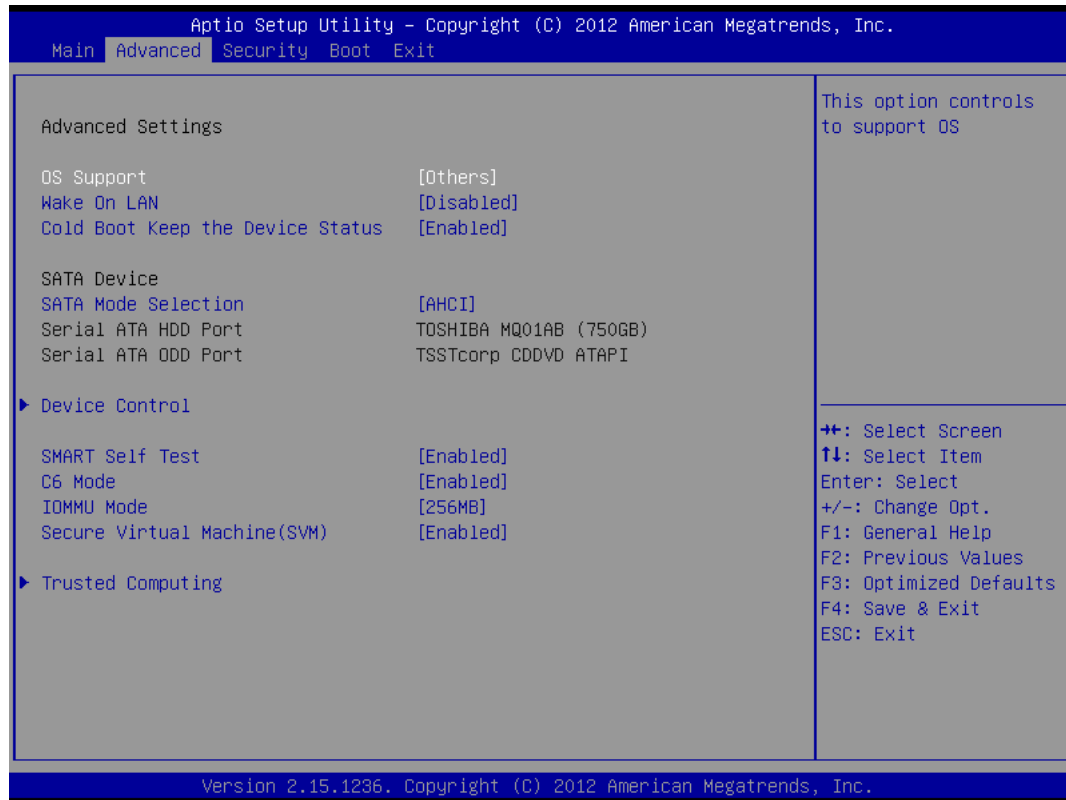 Aptio Setup Utility – Copyright (C) 2012 American Megatrends, Inc.
Main Advanced Security Boot Exit
Advanced Settings
OS Support [Others]
Wake On LAN [Disabled]
Cold Boot Keep the Device Status [Enabled]
SATA Device
SATA Mode Selection [AHCI]
Serial ATA HDD Port TOSHIBA MQ01AB (750GB)
Serial ATA ODD Port TSSTcorp CDDVD ATAPI
Device Control
SMART Self Test [Enabled]
C6 Mode [Enabled]
IOMMU Mode [256MB]
Secure Virtual Machine(SVM) [Enabled]
Trusted Computing
This option controls
to support OS
→←: Select Screen
↑↓: Select Item
Enter: Select
+/-: Change Opt.
F1: General Help
F2: Previous Values
F3: Optimized Defaults
F4: Save & Exit
ESC: Exit
Version 2.15.1236. Copyright (C) 2012 American Megatrends, Inc.